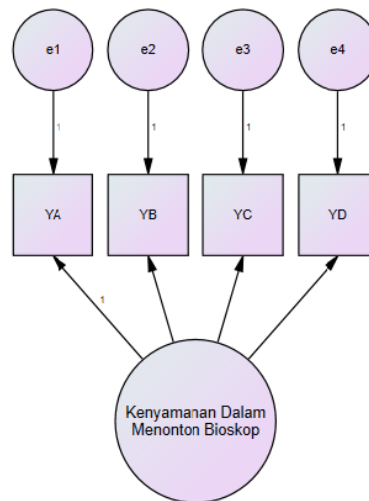 e1 e2 e3 e4
1 1 1 1
YA YB YC YD
1
Kenyamanan Dalam
Menonton Bioskop